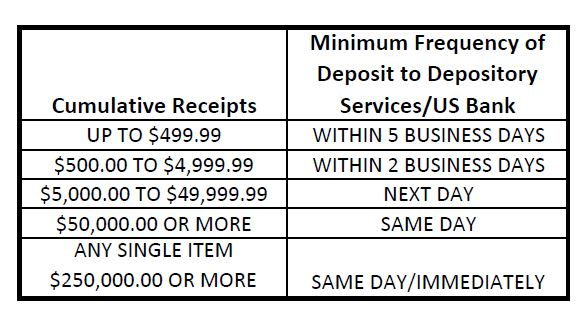 Cumulative Receipts
Minimum Frequency of
Deposit to Depository
Services/US Bank
UP TO $499.99
WITHIN 5 BUSINESS DAYS
$500.00 TO $4,999.99
WITHIN 2 BUSINESS DAYS
$5,000.00 TO $49,999.99
NEXT DAY
$50,000.00 OR MORE
SAME DAY
ANY SINGLE ITEM
$250,000.00 OR MORE
SAME DAY/IMMEDIATELY